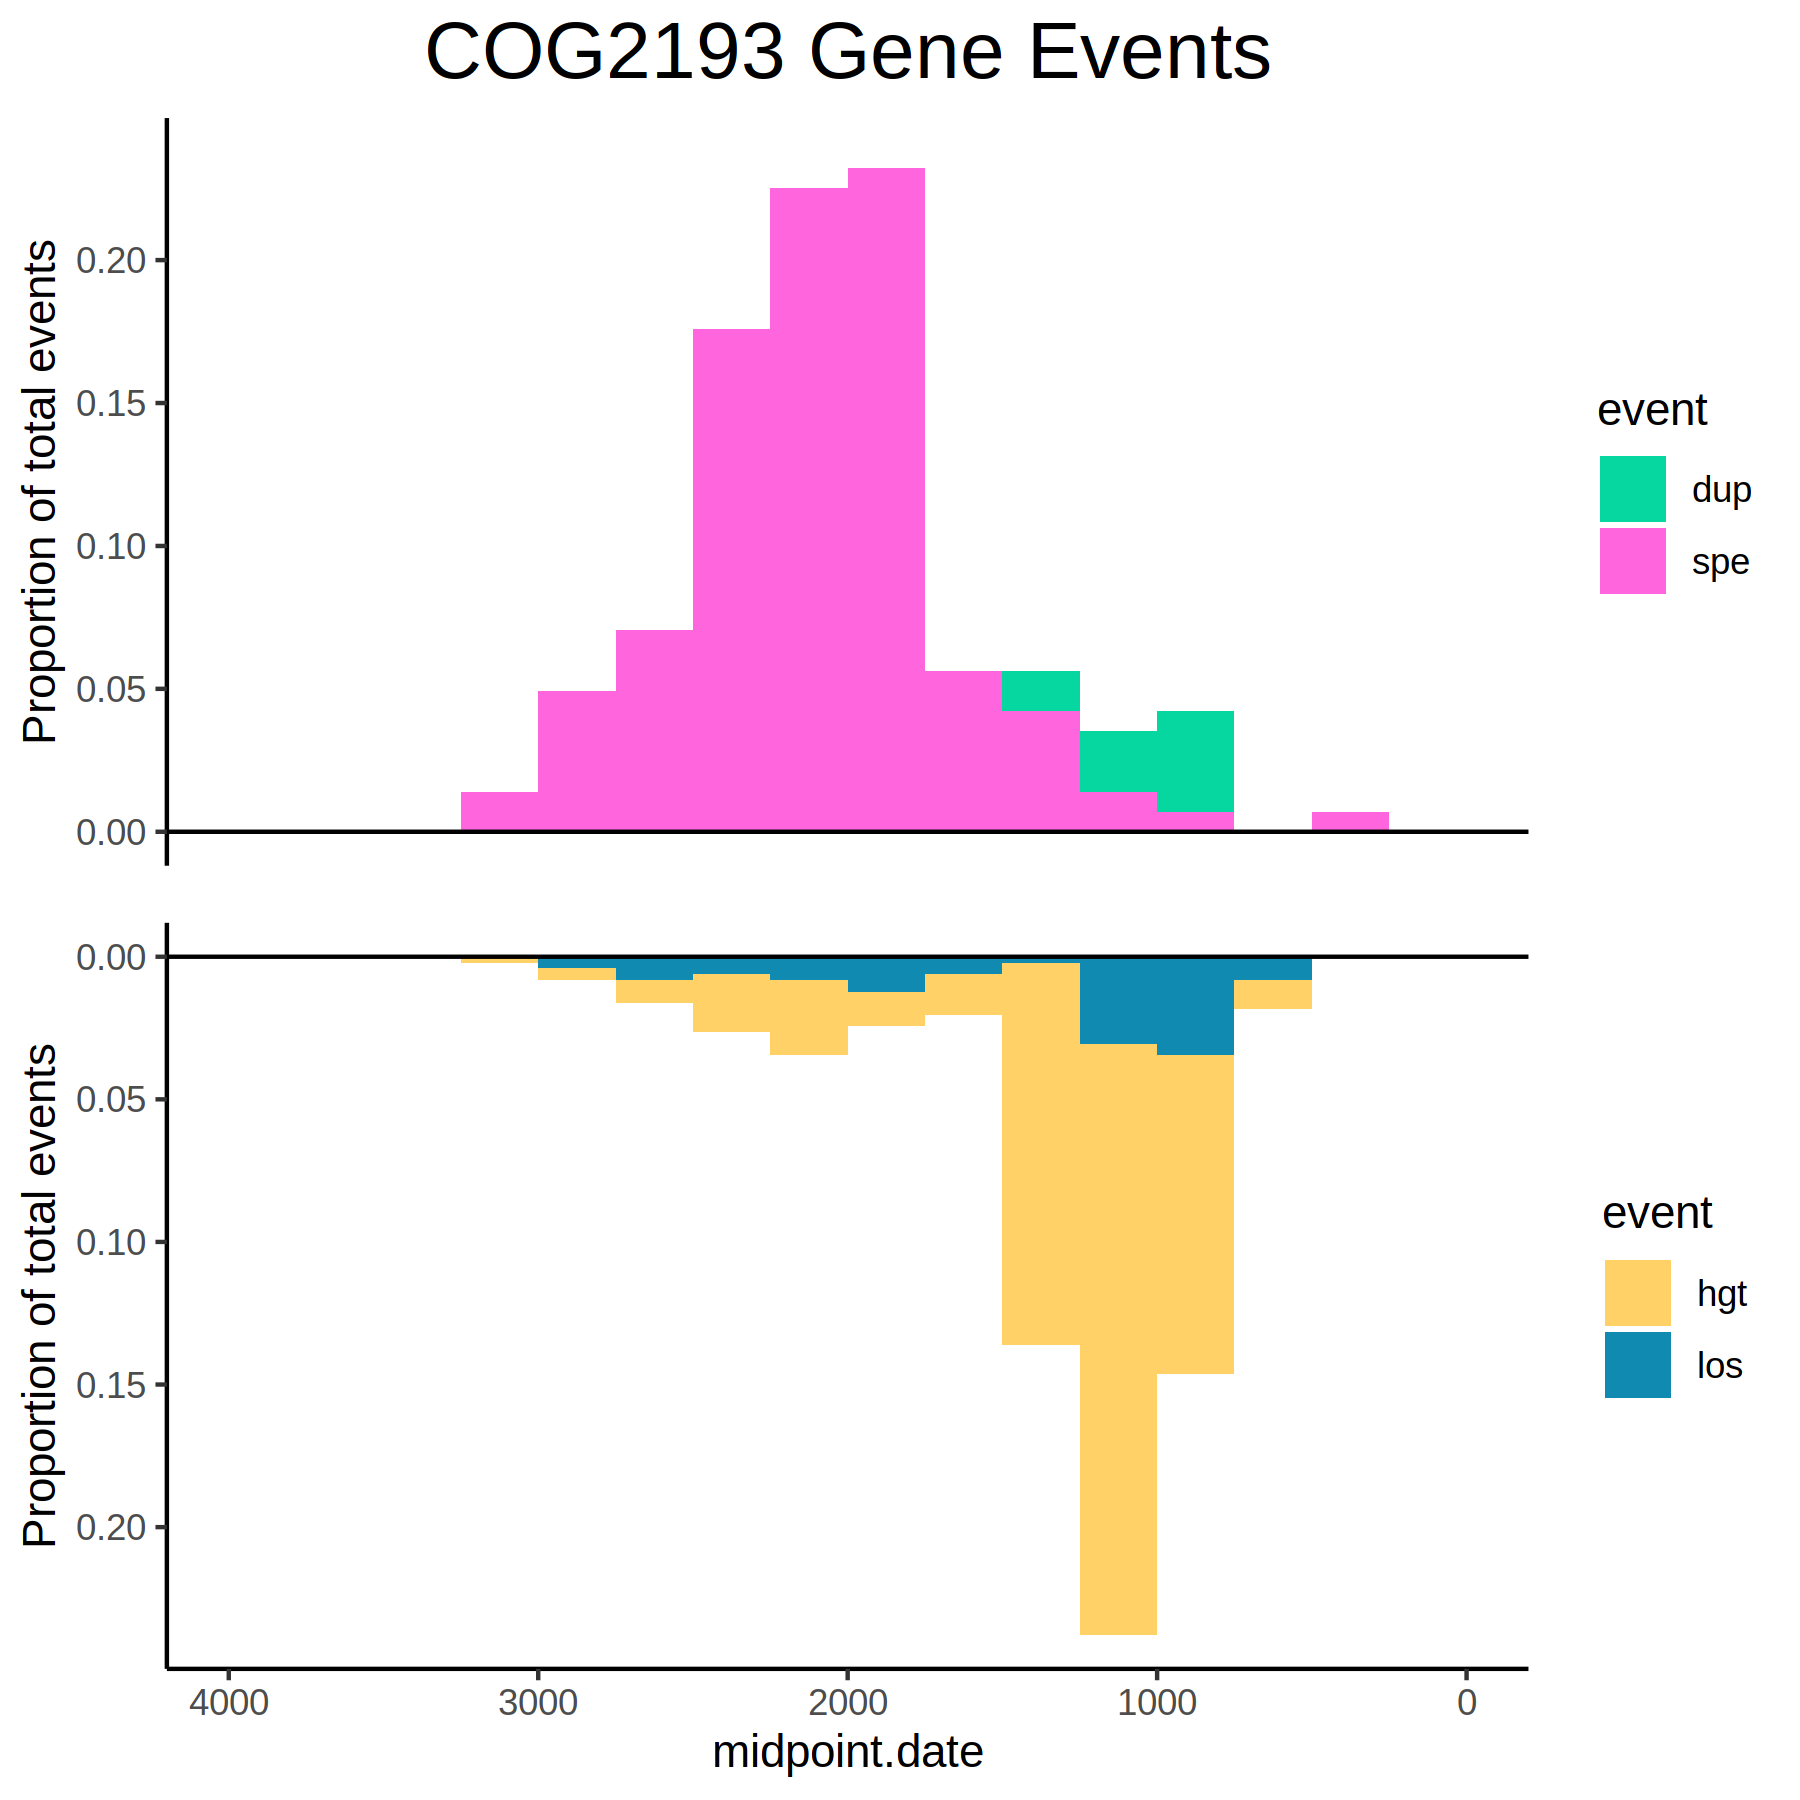 COG2193 Gene Events
Proportion of total events
0.20
0.15
0.10
0.05
0.00
event
dup
spe
Proportion of total events
0.00
0.05
0.10
0.15
0.20
event
hgt
los
4000 3000 2000 1000 0
midpoint.date